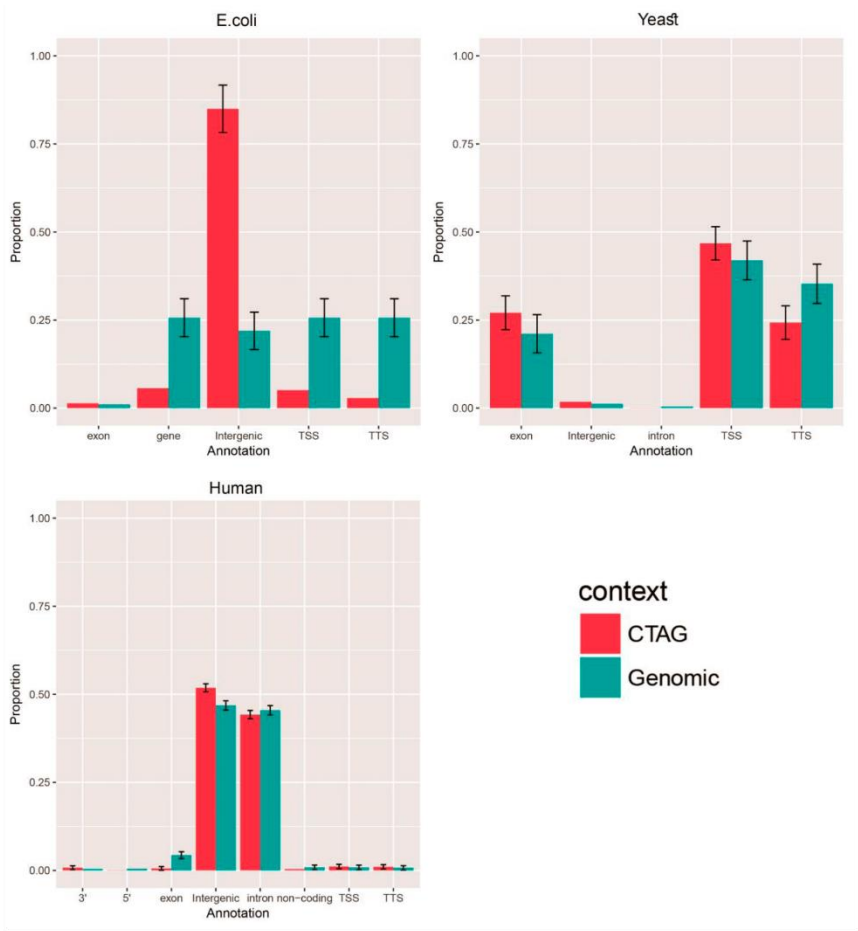 E.coli
Yeast
1.00
0.75
0.50
0.25
0.00
Proportion
exon gene Intergenic TSS TTS
Annotation
1.00
0.75
0.50
0.25
0.00
Proportion
exon Intergenic intron TSS TTS
Annotation
Human
1.00
0.75
0.50
0.25
0.00
Proportion
3' 5' exon Intergenic intron non-coding TSS TTS
Annotation
context
CTAG
Genomic